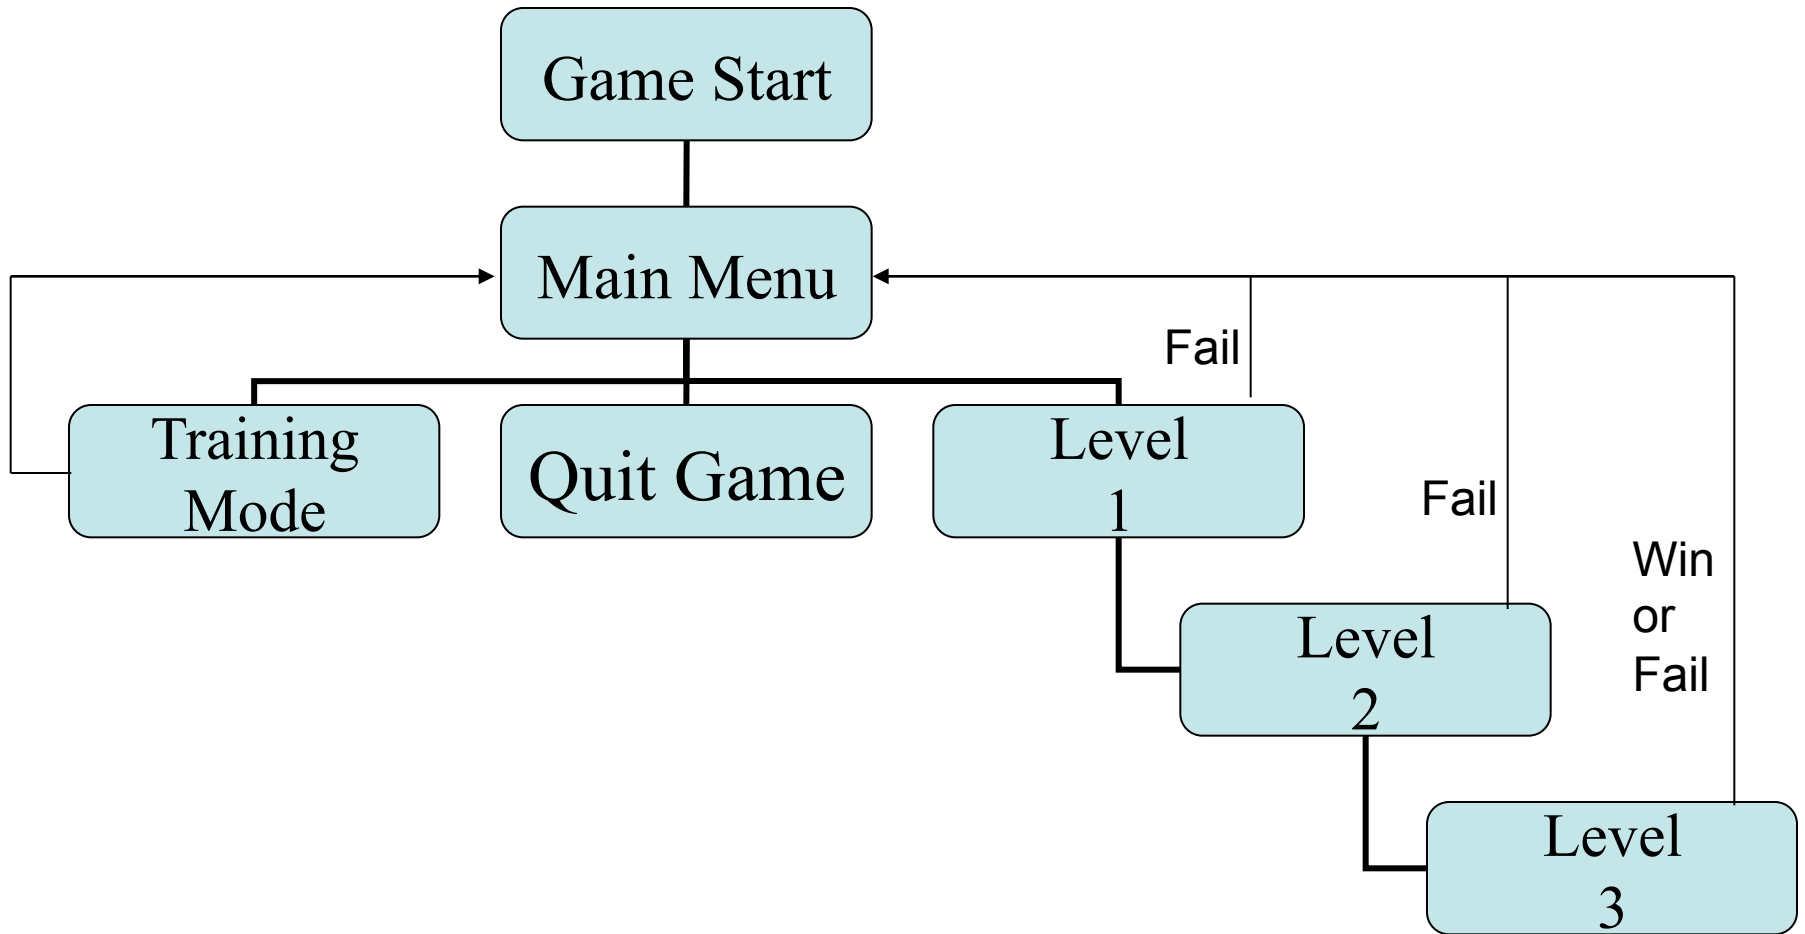 Game Start
Main Menu
Fail
Training
Mode
Quit Game
Level
1
Fail
Win
or
Fail
Level
2
Level
3